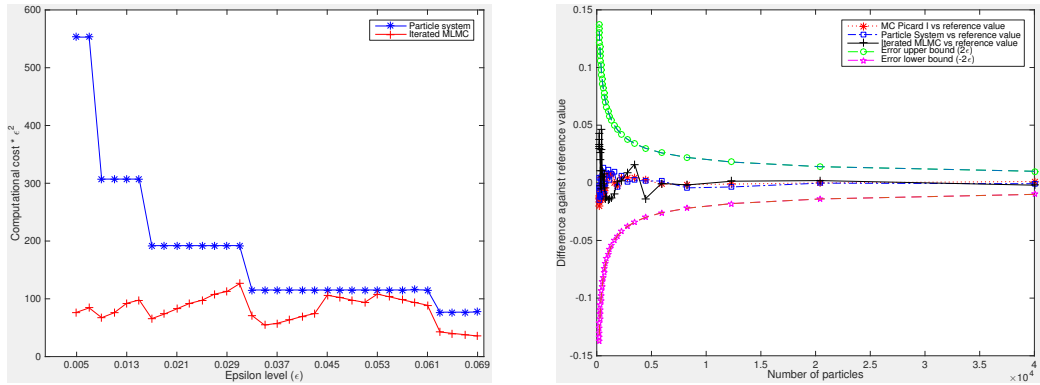 600
500
400
300
200
100
0
Computational cost * ϵ²
0.005 0.013 0.021 0.029 0.037 0.045 0.053 0.061 0.069
Epsilon level (ϵ)
Particle system
Iterated MLMC
0.15
0.1
0.05
0
-0.05
-0.1
-0.15
Difference against reference value
0 0.5 1 1.5 2 2.5 3 3.5 4
×10⁴
Number of particles
MC Picard I vs reference value
Particle System vs reference value
Iterated MLMC vs reference value
Error upper bound (2ϵ)
Error lower bound (-2ϵ)